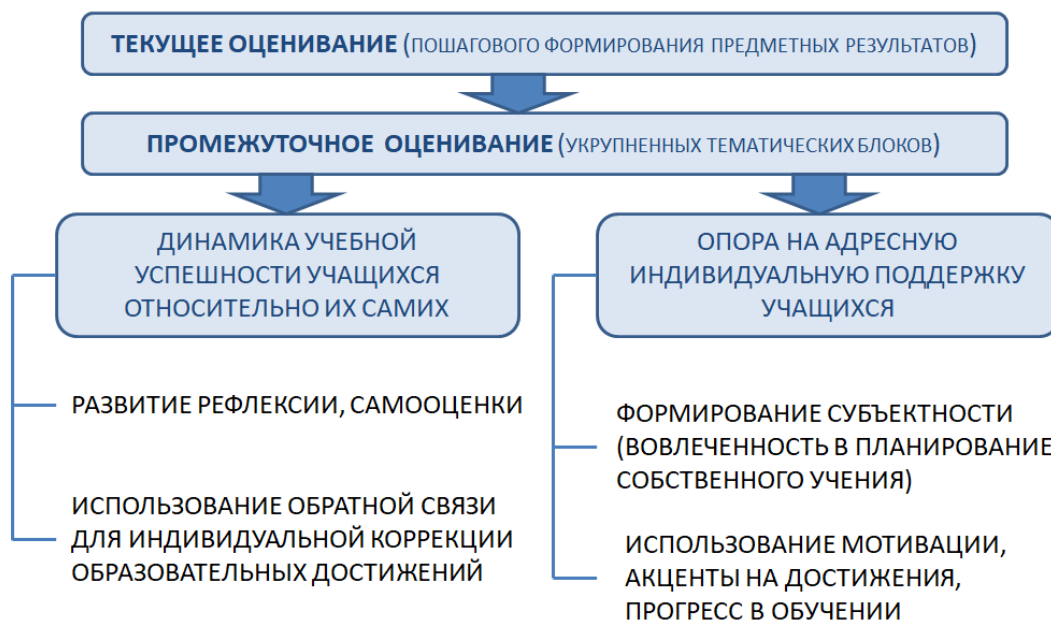 ТЕКУЩЕЕ ОЦЕНИВАНИЕ (ПОШАГОВОГО ФОРМИРОВАНИЯ ПРЕДМЕТНЫХ РЕЗУЛЬТАТОВ)
ПРОМЕЖУТОЧНОЕ ОЦЕНИВАНИЕ (УКРУПНЕННЫХ ТЕМАТИЧЕСКИХ БЛОКОВ)
ДИНАМИКА УЧЕБНОЙ
УСПЕШНОСТИ УЧАЩИХСЯ
ОТНОСИТЕЛЬНО ИХ САМИХ
РАЗВИТИЕ РЕФЛЕКСИИ, САМООЦЕНКИ
ИСПОЛЬЗОВАНИЕ ОБРАТНОЙ СВЯЗИ
ДЛЯ ИНДИВИДУАЛЬНОЙ КОРРЕКЦИИ
ОБРАЗОВАТЕЛЬНЫХ ДОСТИЖЕНИЙ
ОПОРА НА АДРЕСНУЮ
ИНДИВИДУАЛЬНУЮ ПОДДЕРЖКУ
УЧАЩИХСЯ
ФОРМИРОВАНИЕ СУБЪЕКТНОСТИ
(ВОВЛЕЧЕННОСТЬ В ПЛАНИРОВАНИЕ
СОБСТВЕННОГО УЧЕНИЯ)
ИСПОЛЬЗОВАНИЕ МОТИВАЦИИ,
АКЦЕНТЫ НА ДОСТИЖЕНИЯ,
ПРОГРЕСС В ОБУЧЕНИИ